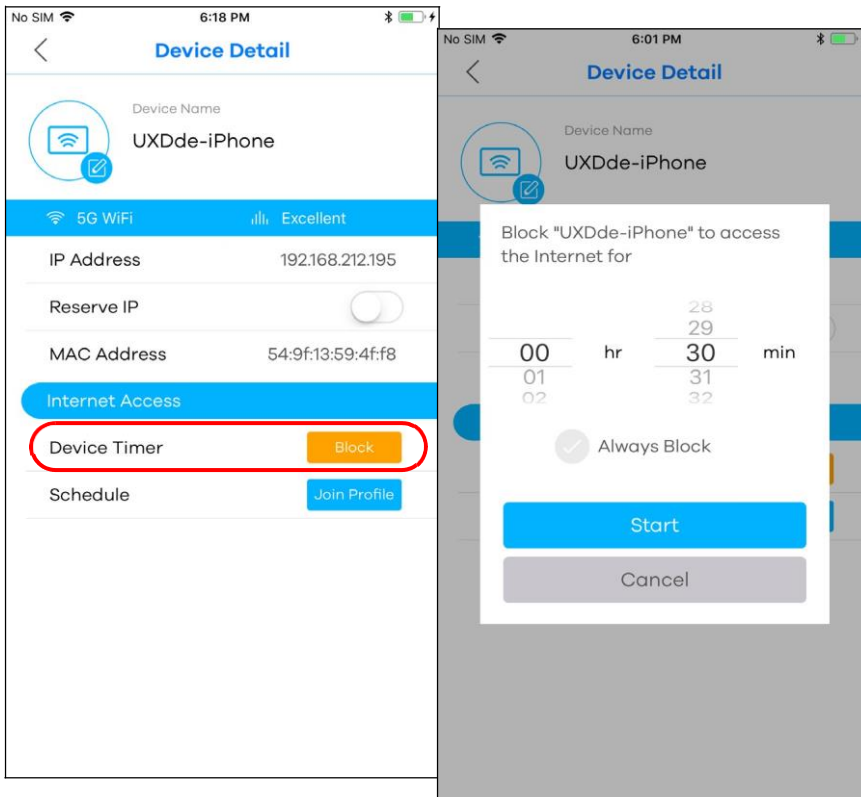 No SIM 6:18 PM
Device Detail
Device Name
UXDde-iPhone
5G WiFi Excellent
IP Address 192.168.212.195
Reserve IP
MAC Address 54:9f:13:59:4f:f8
Internet Access
Device Timer Block
Schedule Join Profile
No SIM 6:01 PM
Device Detail
Device Name
UXDde-iPhone
Block "UXDde-iPhone" to access
the Internet for
28
29
00 hr 30 min
01 31
02 32
Always Block
Start
Cancel